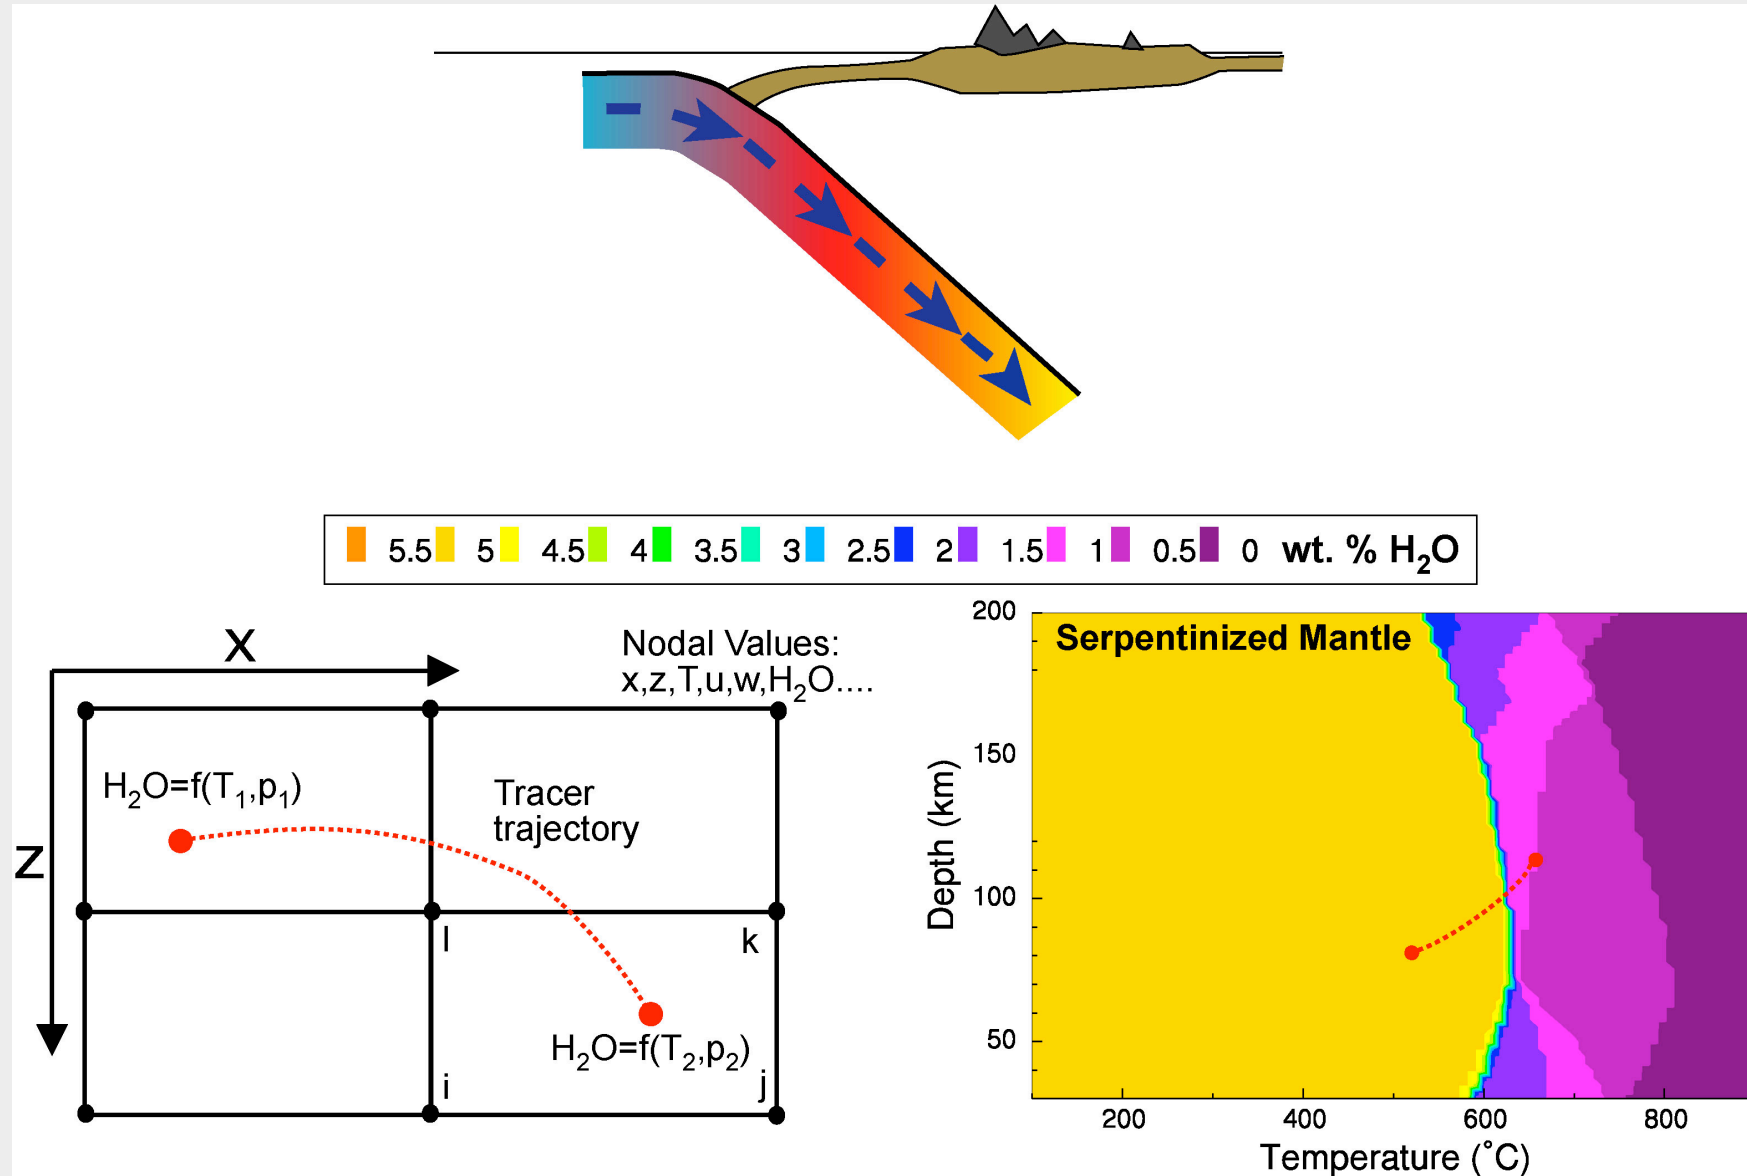 5.5 5 4.5 4 3.5 3 2.5 2 1.5 1 0.5 0 wt. % H₂O
X
Nodal Values:
x,z,T,u,w,H₂O....
H₂O=f(T₁,p₁)
Tracer
trajectory
Z
l
k
H₂O=f(T₂,p₂)
i
j
Serpentinized Mantle
200
150
100
50
Depth (km)
200 400 600 800
Temperature (˚C)